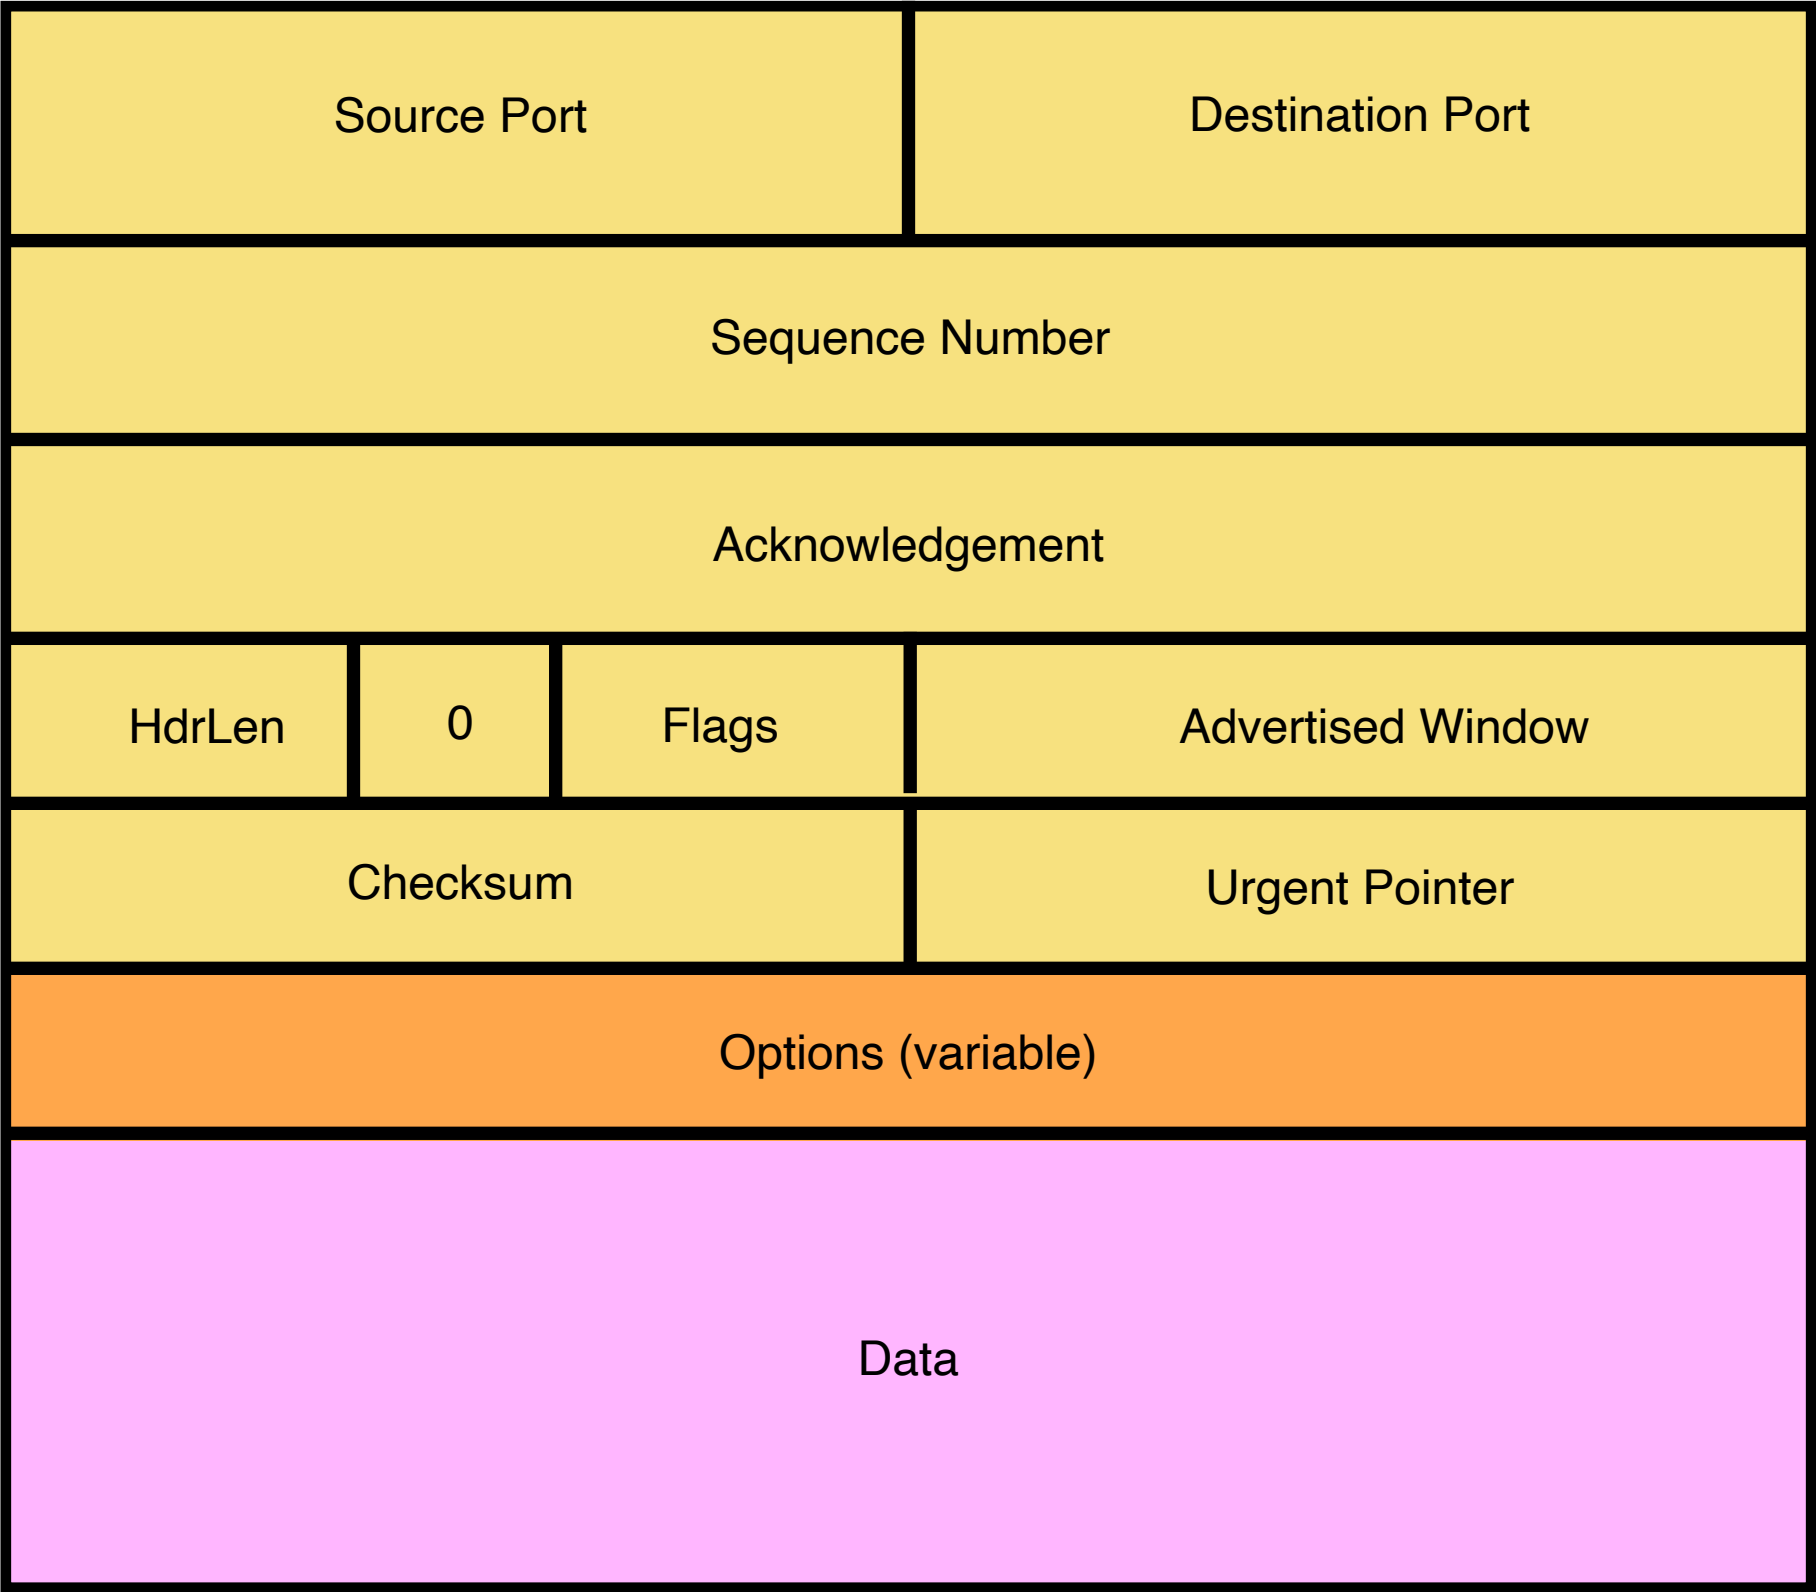 Source Port
Destination Port
Sequence Number
Acknowledgement
HdrLen
0
Flags
Advertised Window
Checksum
Urgent Pointer
Options (variable)
Data